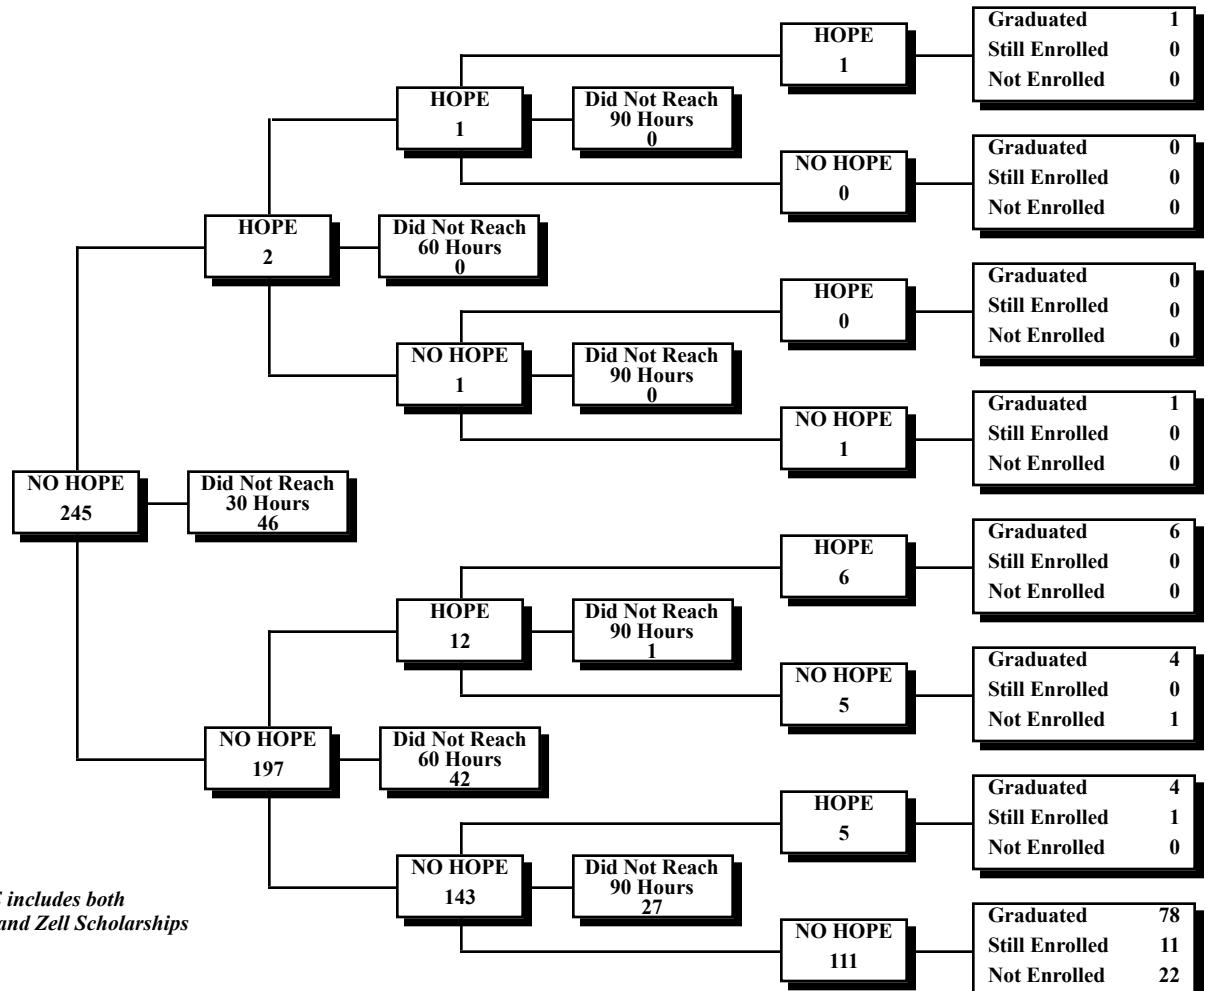 HOPE
1
Graduated 1
Still Enrolled 0
Not Enrolled 0
HOPE
1
Did Not Reach
90 Hours
0
NO HOPE
0
Graduated 0
Still Enrolled 0
Not Enrolled 0
HOPE
2
Did Not Reach
60 Hours
0
HOPE
0
Graduated 0
Still Enrolled 0
Not Enrolled 0
NO HOPE
1
Did Not Reach
90 Hours
0
NO HOPE
1
Graduated 1
Still Enrolled 0
Not Enrolled 0
NO HOPE
245
Did Not Reach
30 Hours
46
HOPE
6
Graduated 6
Still Enrolled 0
Not Enrolled 0
HOPE
12
Did Not Reach
90 Hours
1
NO HOPE
5
Graduated 4
Still Enrolled 0
Not Enrolled 1
NO HOPE
197
Did Not Reach
60 Hours
42
HOPE
5
Graduated 4
Still Enrolled 1
Not Enrolled 0
NO HOPE
143
Did Not Reach
90 Hours
27
NO HOPE
111
Graduated 78
Still Enrolled 11
Not Enrolled 22
includes both
and Zell Scholarships